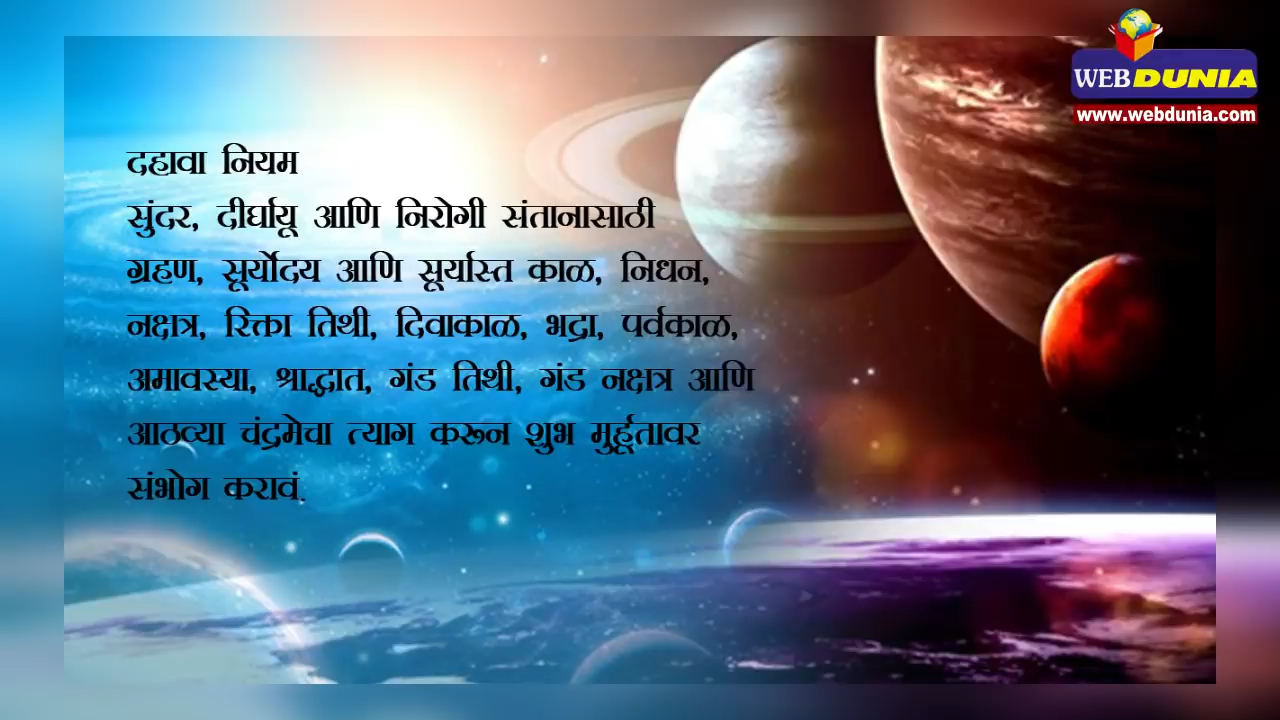 WEBDUNIA
www.webdunia.com
दहावा नियम
सुंदर, दीर्घायू आणि निरोगी संतानासाठी
ग्रहण, सूर्योदय आणि सूर्यास्त काळ, निधन,
नक्षत्र, रिक्ता तिथी, दिवाकाळ, भद्रा, पर्वकाळ,
अमावस्या, श्राद्धात, गंड तिथी, गंड नक्षत्र आणि
आठव्या चंद्रमेचा त्याग करून शुभ मुर्हूतावर
संभोग करावं.